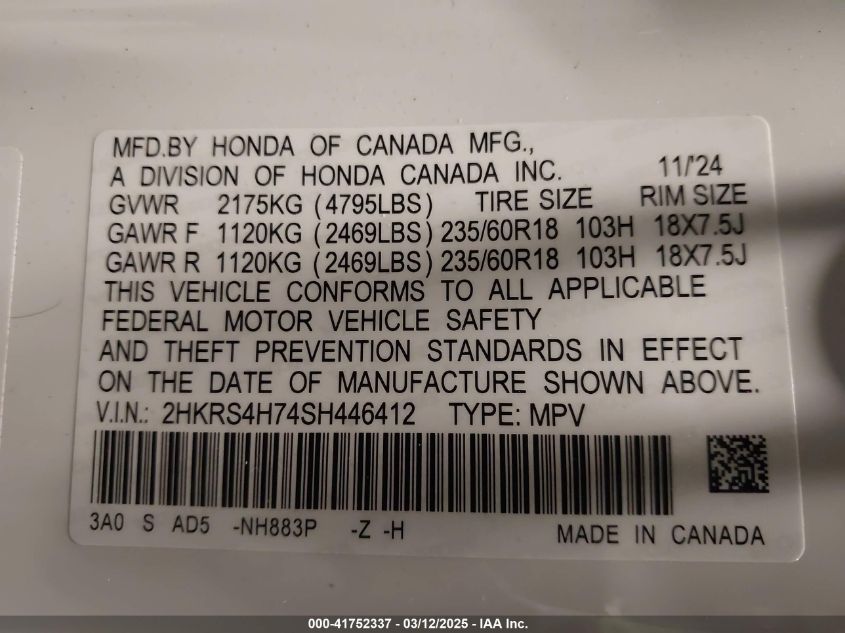 MFD.BY HONDA OF CANADA MFG.,
A DIVISION OF HONDA CANADA INC. 11/'24
GVWR 2175KG (4795LBS) TIRE SIZE RIM SIZE
GAWR F 1120KG (2469LBS) 235/60R18 103H 18X7.5J
GAWR R 1120KG (2469LBS) 235/60R18 103H 18X7.5J
THIS VEHICLE CONFORMS TO ALL APPLICABLE
FEDERAL MOTOR VEHICLE SAFETY
AND THEFT PREVENTION STANDARDS IN EFFECT
ON THE DATE OF MANUFACTURE SHOWN ABOVE.
V.I.N.: 2HKRS4H74SH446412 TYPE: MPV
3A0 S AD5 -NH883P -Z -H MADE IN CANADA
000-41752337 - 03/12/2025 - IAA Inc.